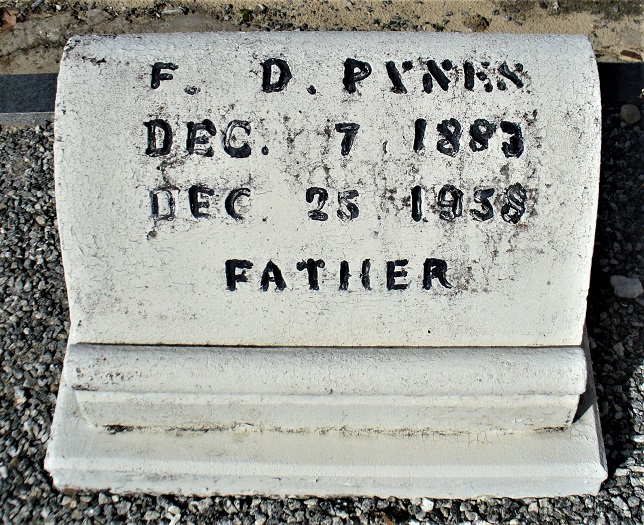 F. D. PYNES
DEC. 7, 1883
DEC 25 1958
FATHER